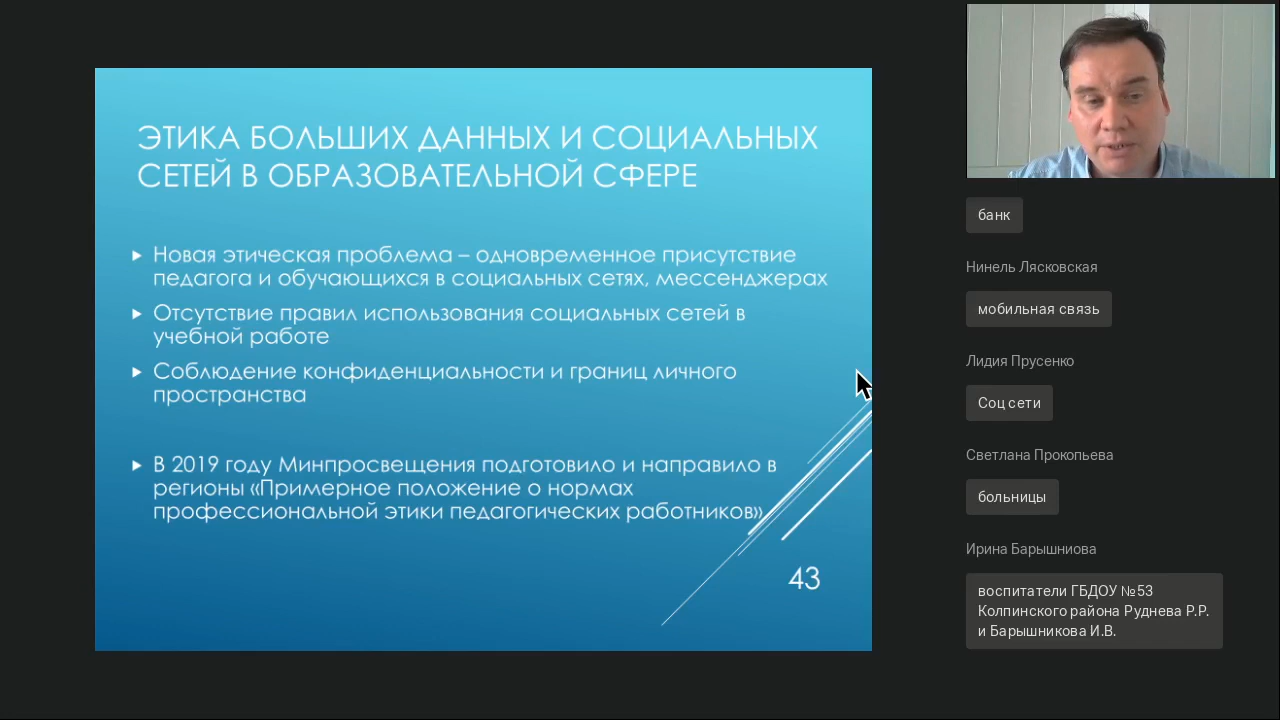 ЭТИКА БОЛЬШИХ ДАННЫХ И СОЦИАЛЬНЫХ
СЕТЕЙ В ОБРАЗОВАТЕЛЬНОЙ СФЕРЕ
Новая этическая проблема – одновременное присутствие
педагога и обучающихся в социальных сетях, мессенджерах
Отсутствие правил использования социальных сетей в
учебной работе
Соблюдение конфиденциальности и границ личного
пространства
В 2019 году Минпросвещения подготовило и направило в
регионы «Примерное положение о нормах
профессиональной этики педагогических работников»
43
банк
Нинель Лясковская
мобильная связь
Лидия Прусенко
Соц сети
Светлана Прокопьева
больницы
Ирина Барышниова
воспитатели ГБДОУ №53
Колпинского района Руднева Р.Р.
и Барышникова И.В.